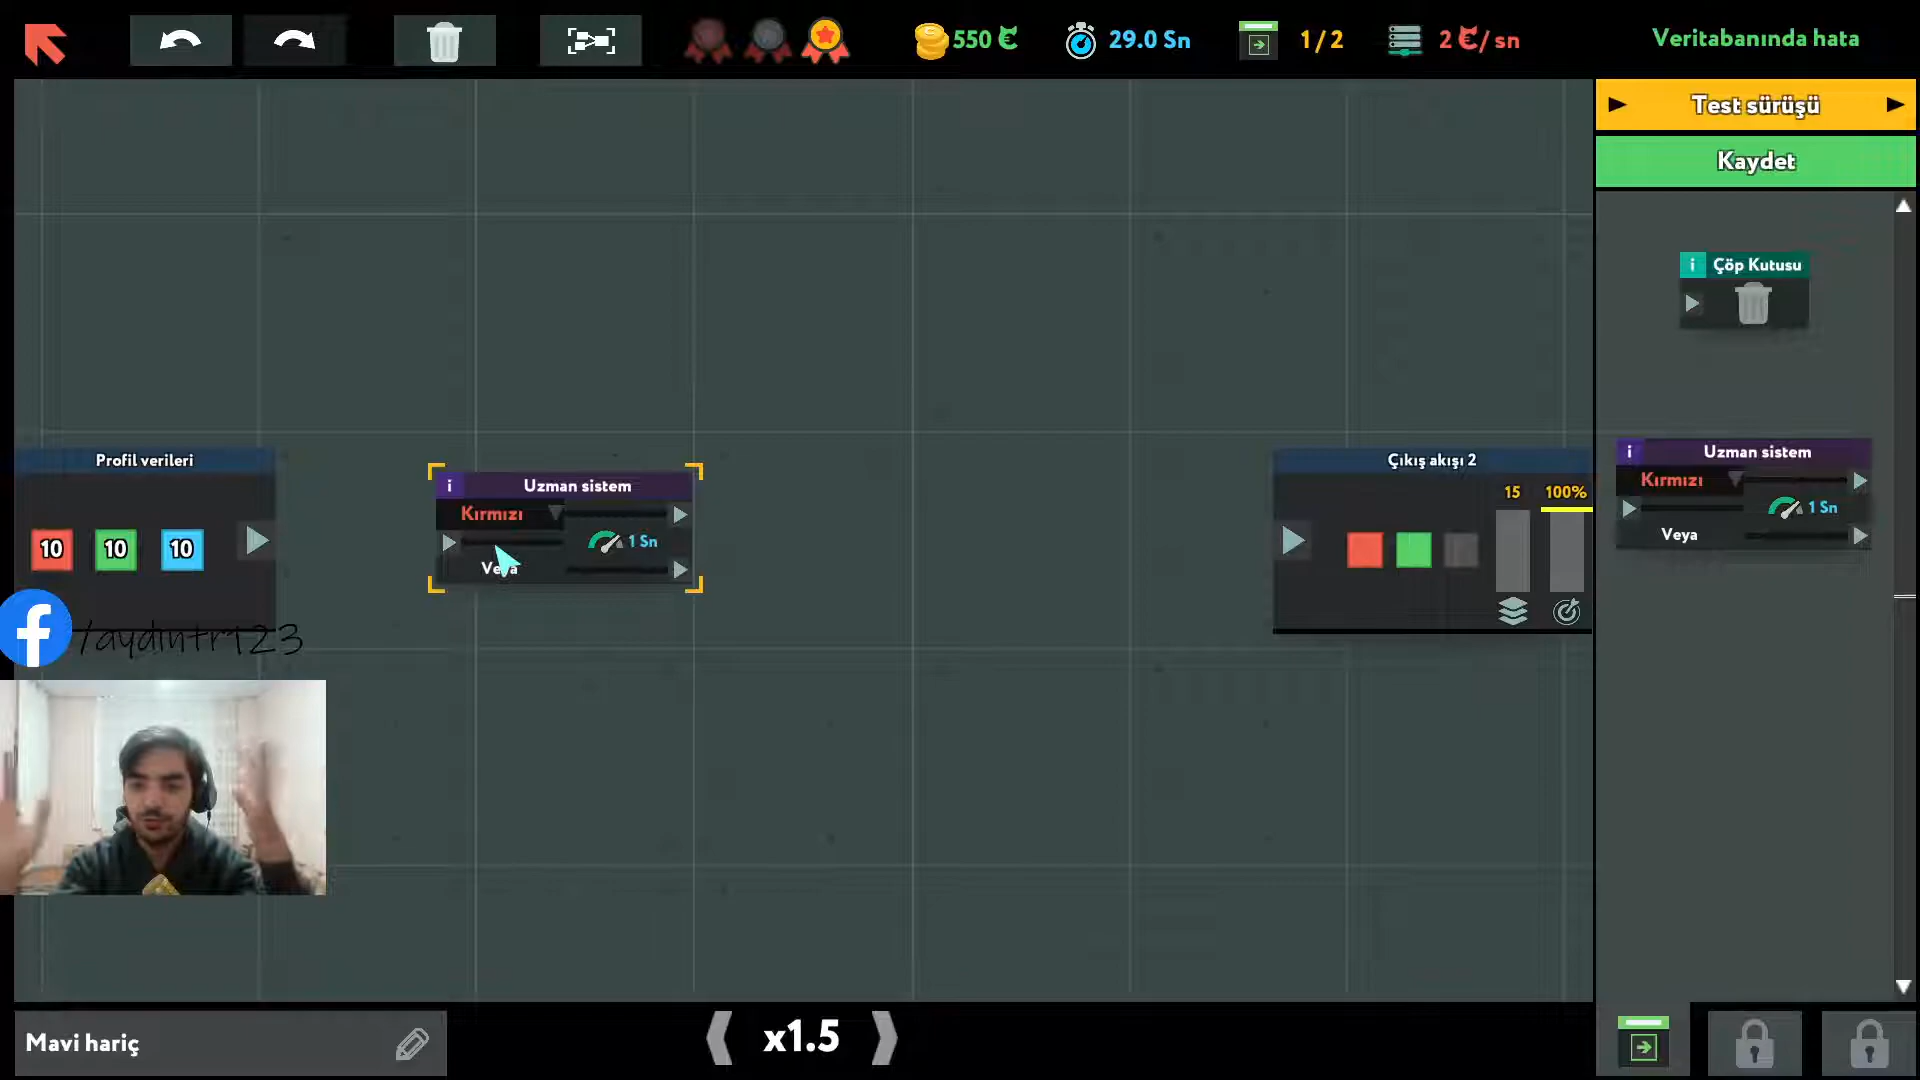 550
29.0 Sn
1/2
2 €/sn
Veritabanında hata
Test sürüşü
Kaydet
i Çöp Kutusu
i Uzman sistem
Kırmızı
1 Sn
Veya
Profil verileri
10 10 10
i Uzman sistem
Kırmızı
1 Sn
Veya
Çıkış akışı 2
15 100%
f /aydıntr123
Mavi hariç
x1.5